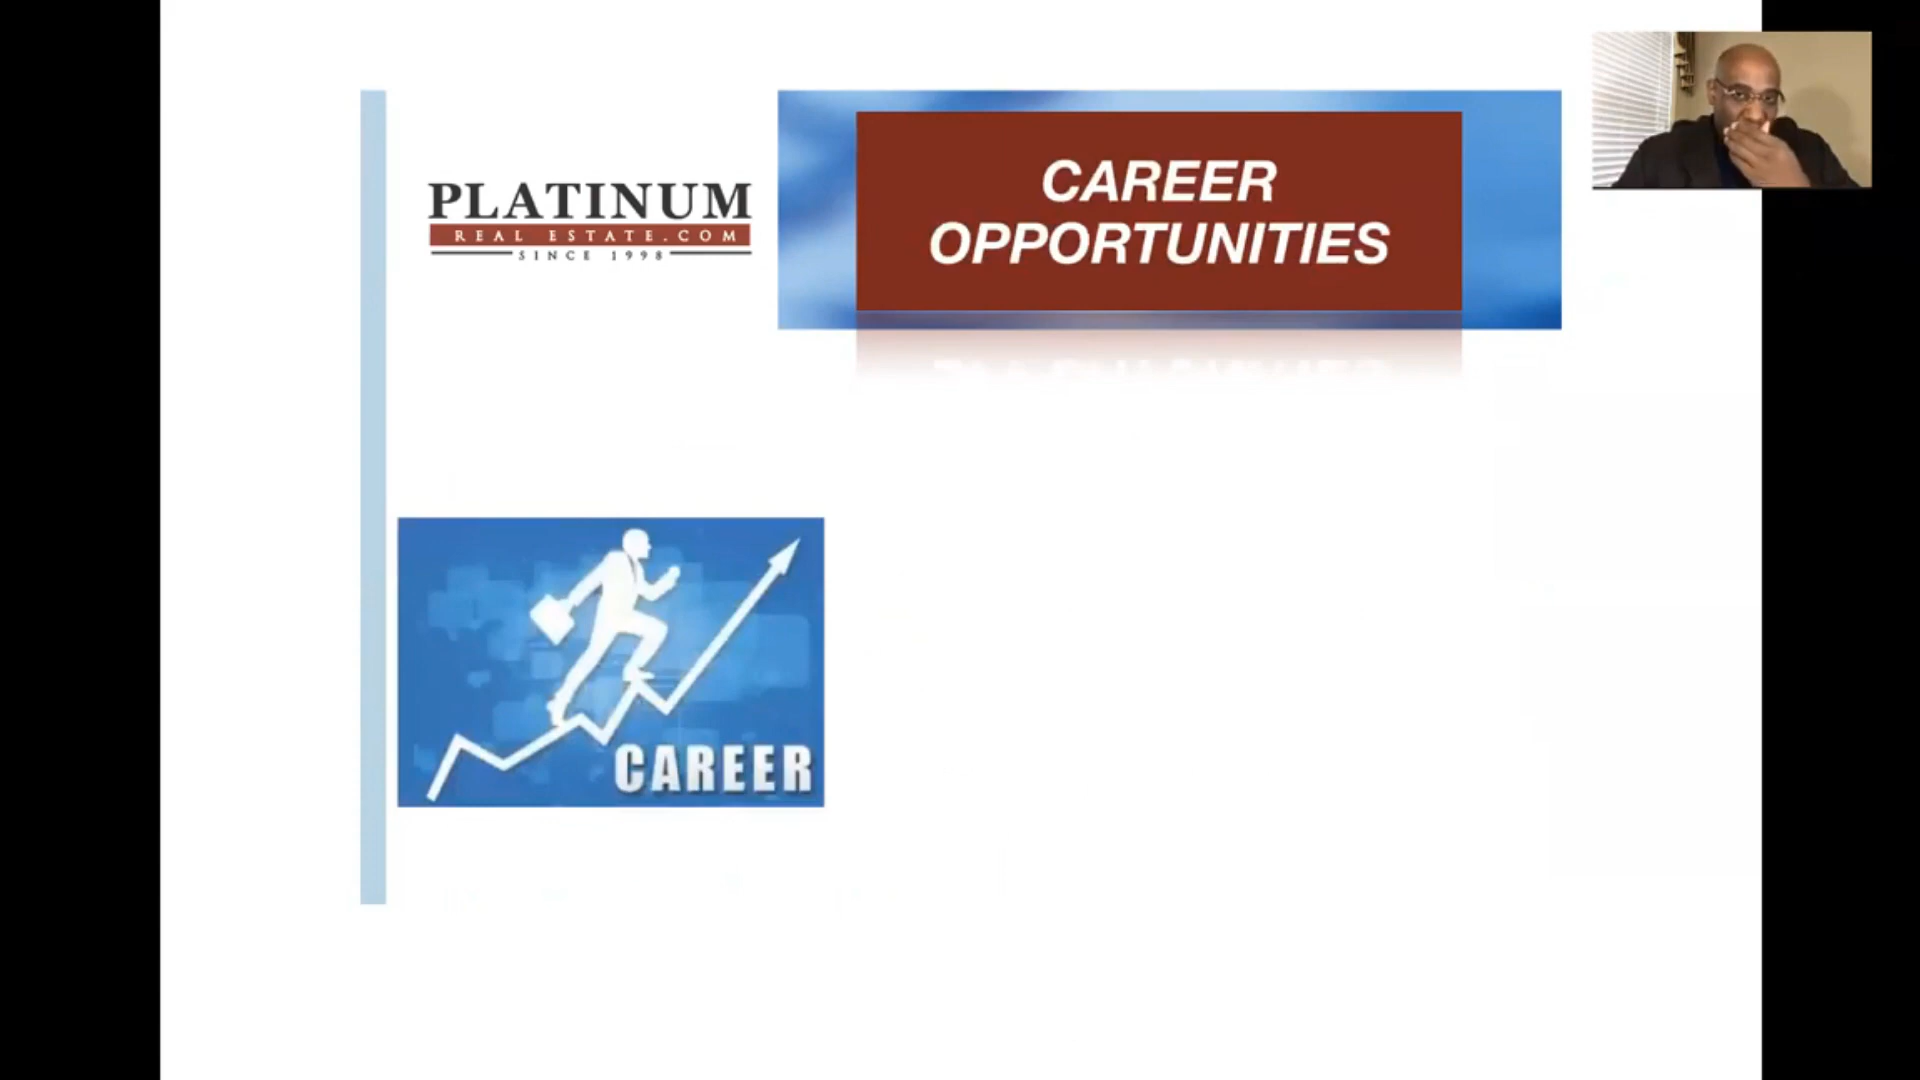 PLATINUM
REAL ESTATE.COM
SINCE 1998
CAREER
OPPORTUNITIES
CAREER